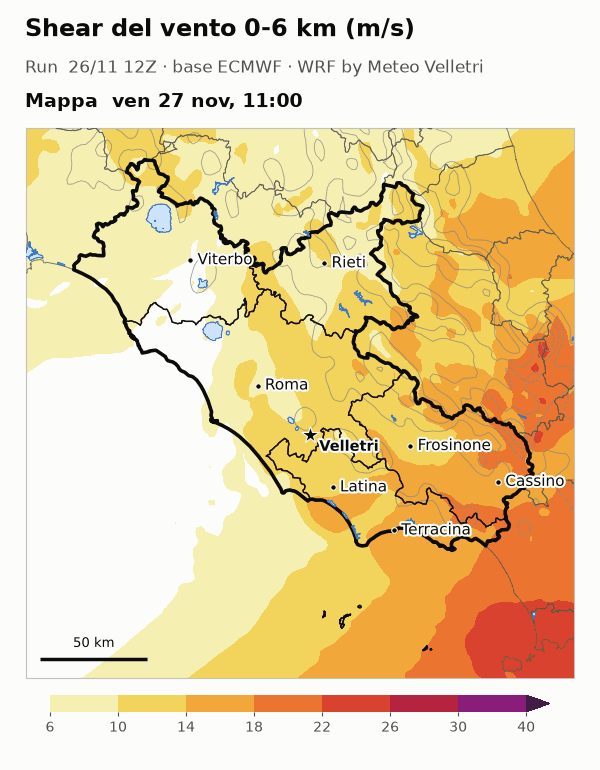 Shear del vento 0-6 km (m/s)
Run  26/11 12Z · base ECMWF · WRF by Meteo Velletri
Mappa  ven 27 nov, 11:00
Viterbo
Rieti
Roma
Velletri
Frosinone
Cassino
Latina
Terracina
50 km
6 10 14 18 22 26 30 40